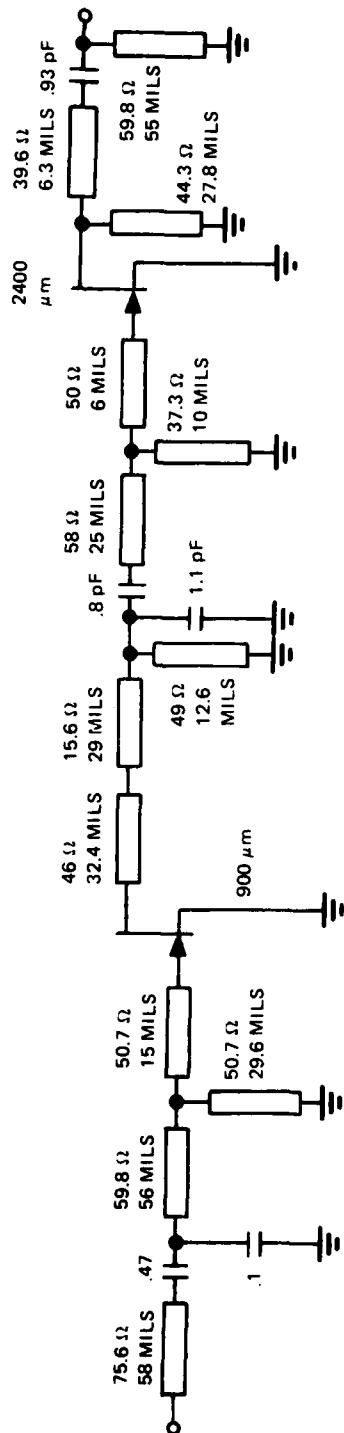 75.6 Ω
58 MILS
.47
.1
59.8 Ω
56 MILS
50.7 Ω
29.6 MILS
50.7 Ω
15 MILS
900 μm
46 Ω
32.4 MILS
15.6 Ω
29 MILS
49 Ω
12.6
MILS
.8 pF
1.1 pF
58 Ω
25 MILS
37.3 Ω
10 MILS
50 Ω
6 MILS
2400
μm
44.3 Ω
27.8 MILS
39.6 Ω
6.3 MILS
.93 pF
59.8 Ω
55 MILS